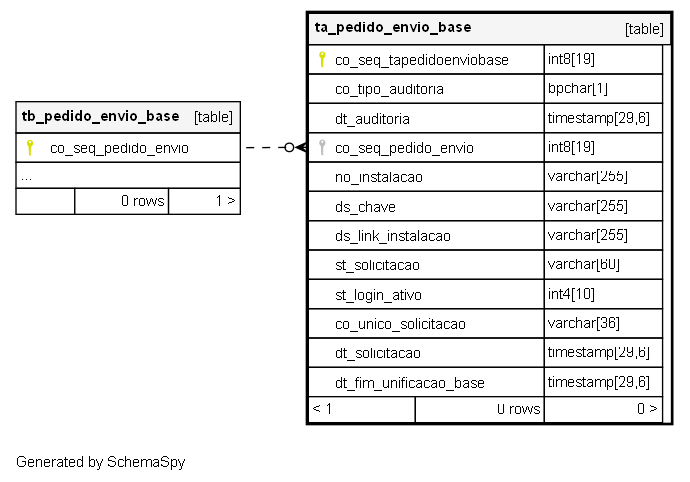 ta_pedido_envio_base [table]
co_seq_tapedidoenviobase int8[19]
co_tipo_auditoria bpchar[1]
dt_auditoria timestamp[29,6]
co_seq_pedido_envio int8[19]
no_instalacao varchar[255]
ds_chave varchar[255]
ds_link_instalacao varchar[255]
st_solicitacao varchar[60]
st_login_ativo int4[10]
co_unico_solicitacao varchar[36]
dt_solicitacao timestamp[29,6]
dt_fim_unificacao_base timestamp[29,6]
< 1 0 rows 0 >
tb_pedido_envio_base [table]
co_seq_pedido_envio
...
0 rows 1 >
Generated by SchemaSpy